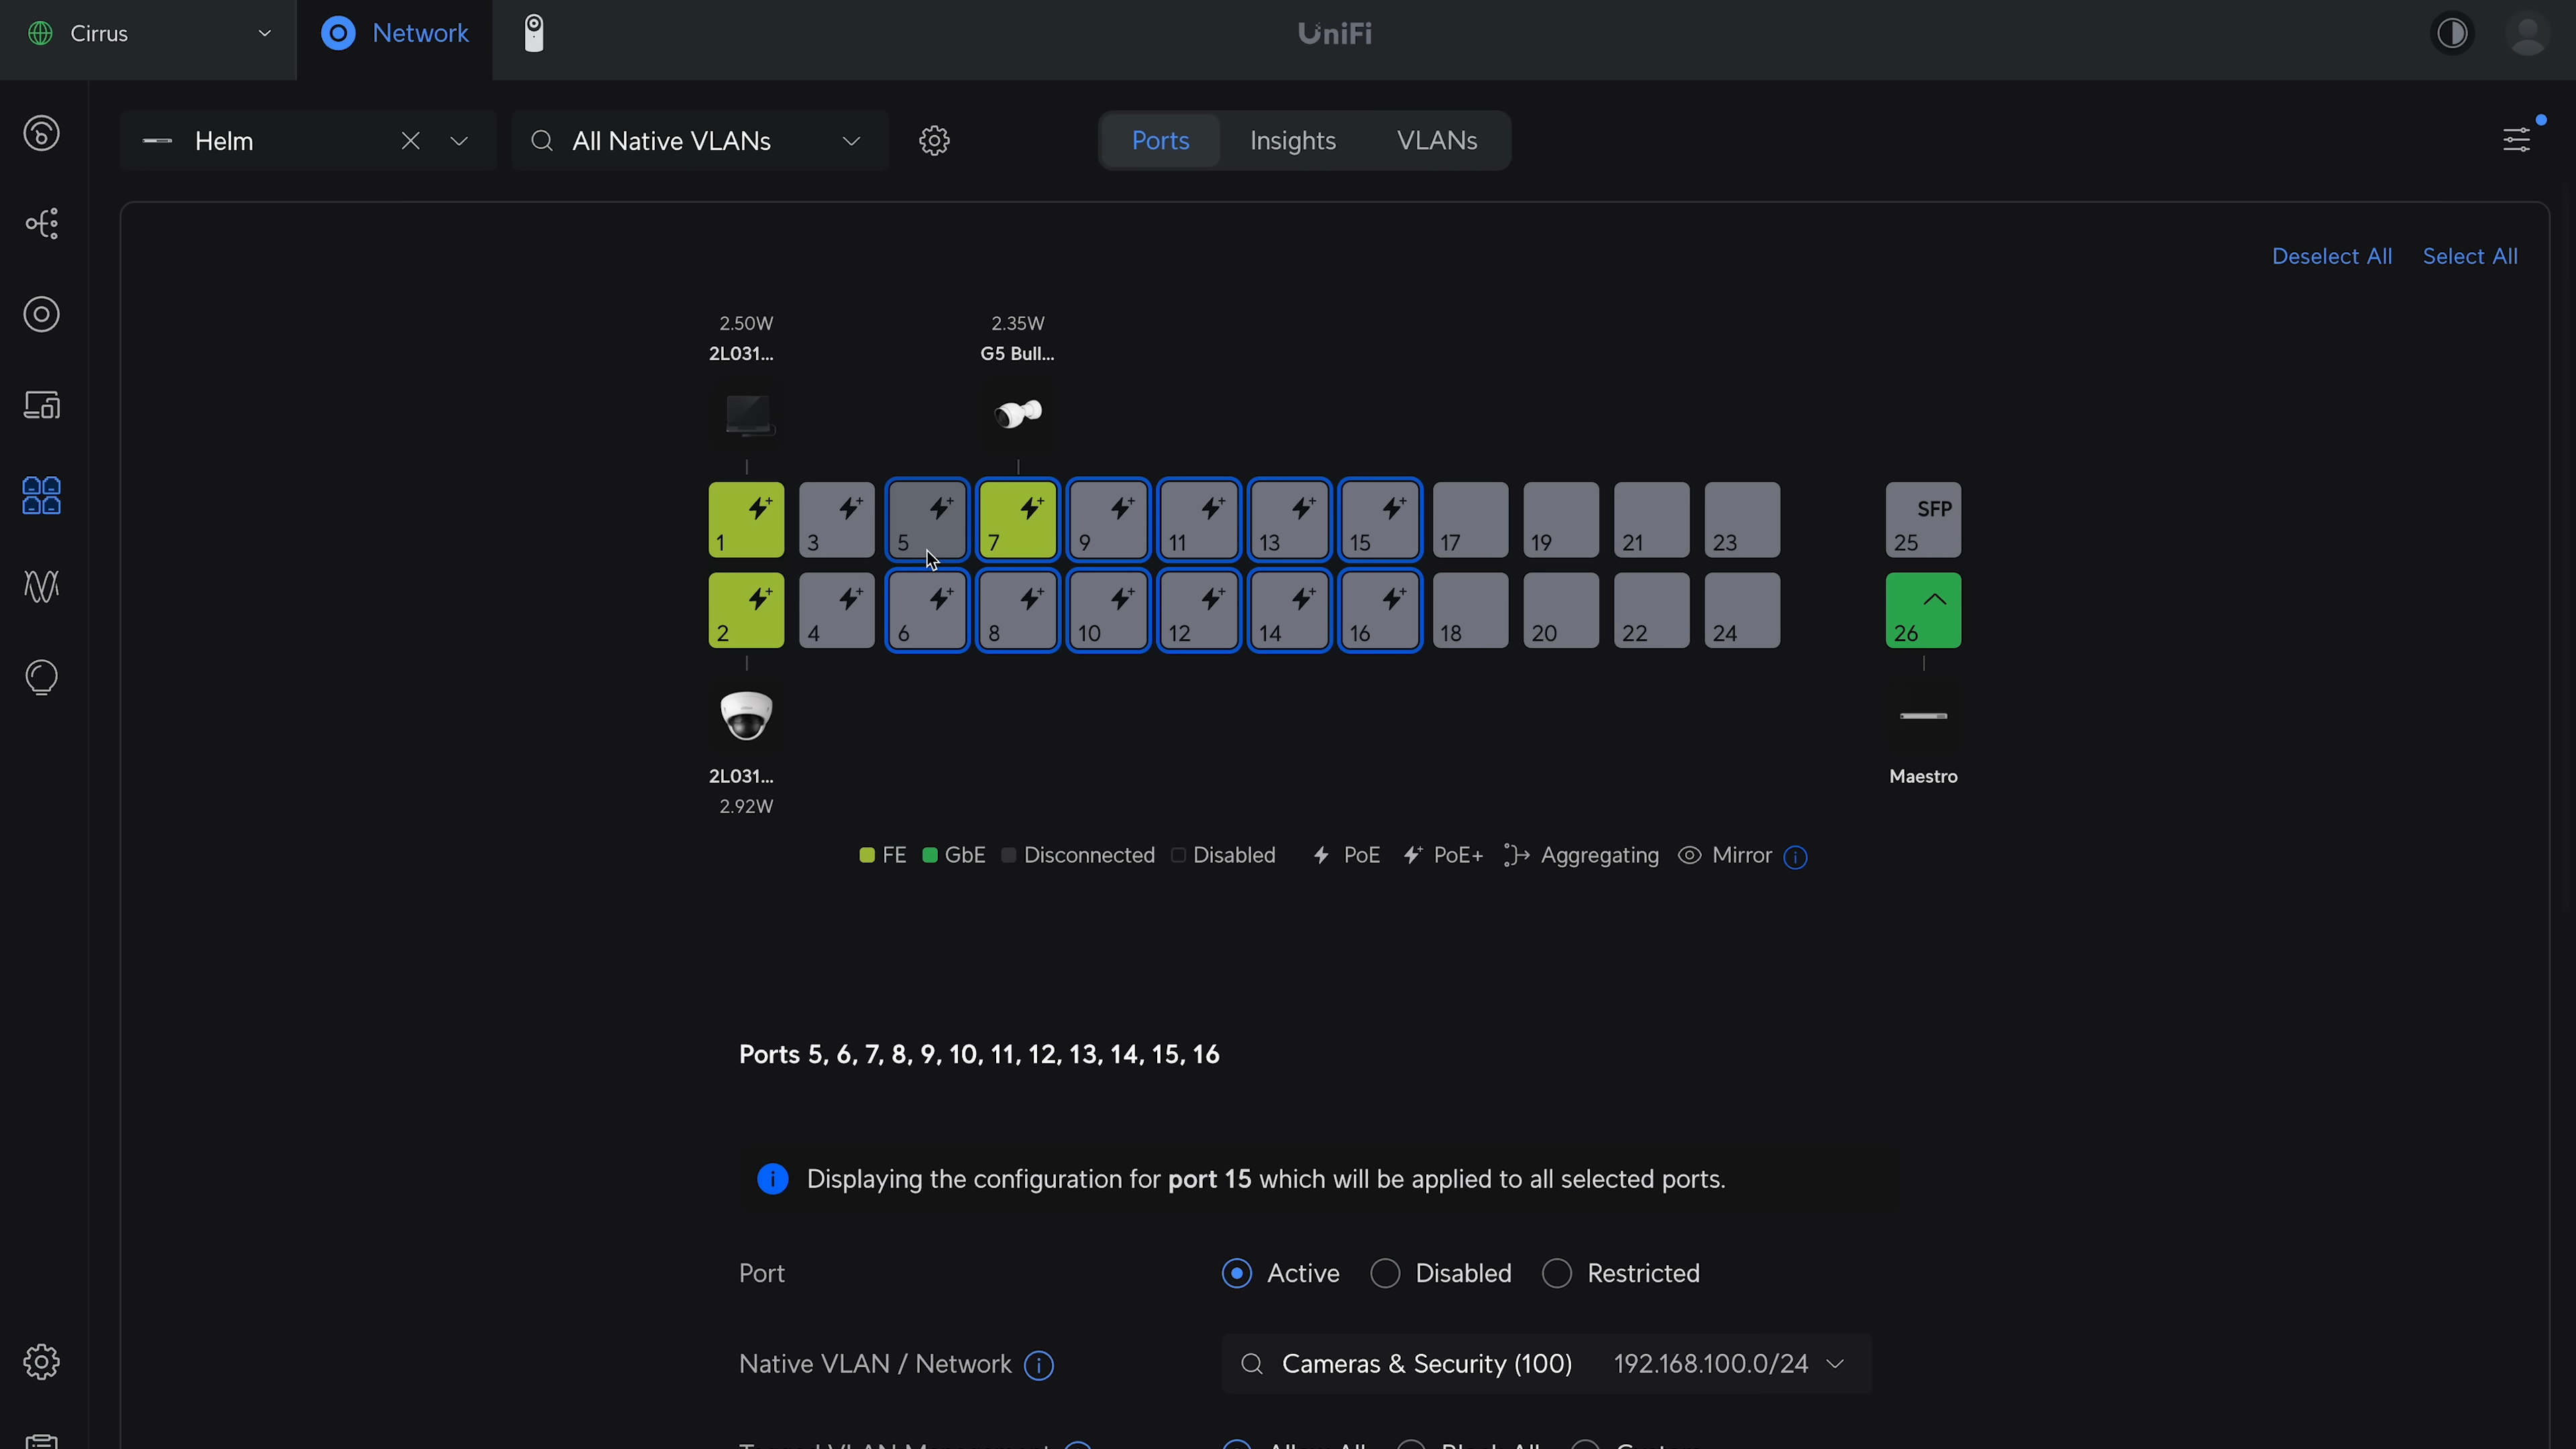 Cirrus
Network
UniFi
Helm
All Native VLANs
Ports
Insights
VLANs
Deselect All
Select All
2.50W
2.35W
2L031...
G5 Bull...
1
3
5
7
9
11
13
15
17
19
21
23
SFP
25
2
4
6
8
10
12
14
16
18
20
22
24
26
2L031...
2.92W
Maestro
FE
GbE
Disconnected
Disabled
PoE
PoE+
Aggregating
Mirror
Ports 5, 6, 7, 8, 9, 10, 11, 12, 13, 14, 15, 16
Displaying the configuration for port 15 which will be applied to all selected ports.
Port
Active
Disabled
Restricted
Native VLAN / Network
Cameras & Security (100)
192.168.100.0/24